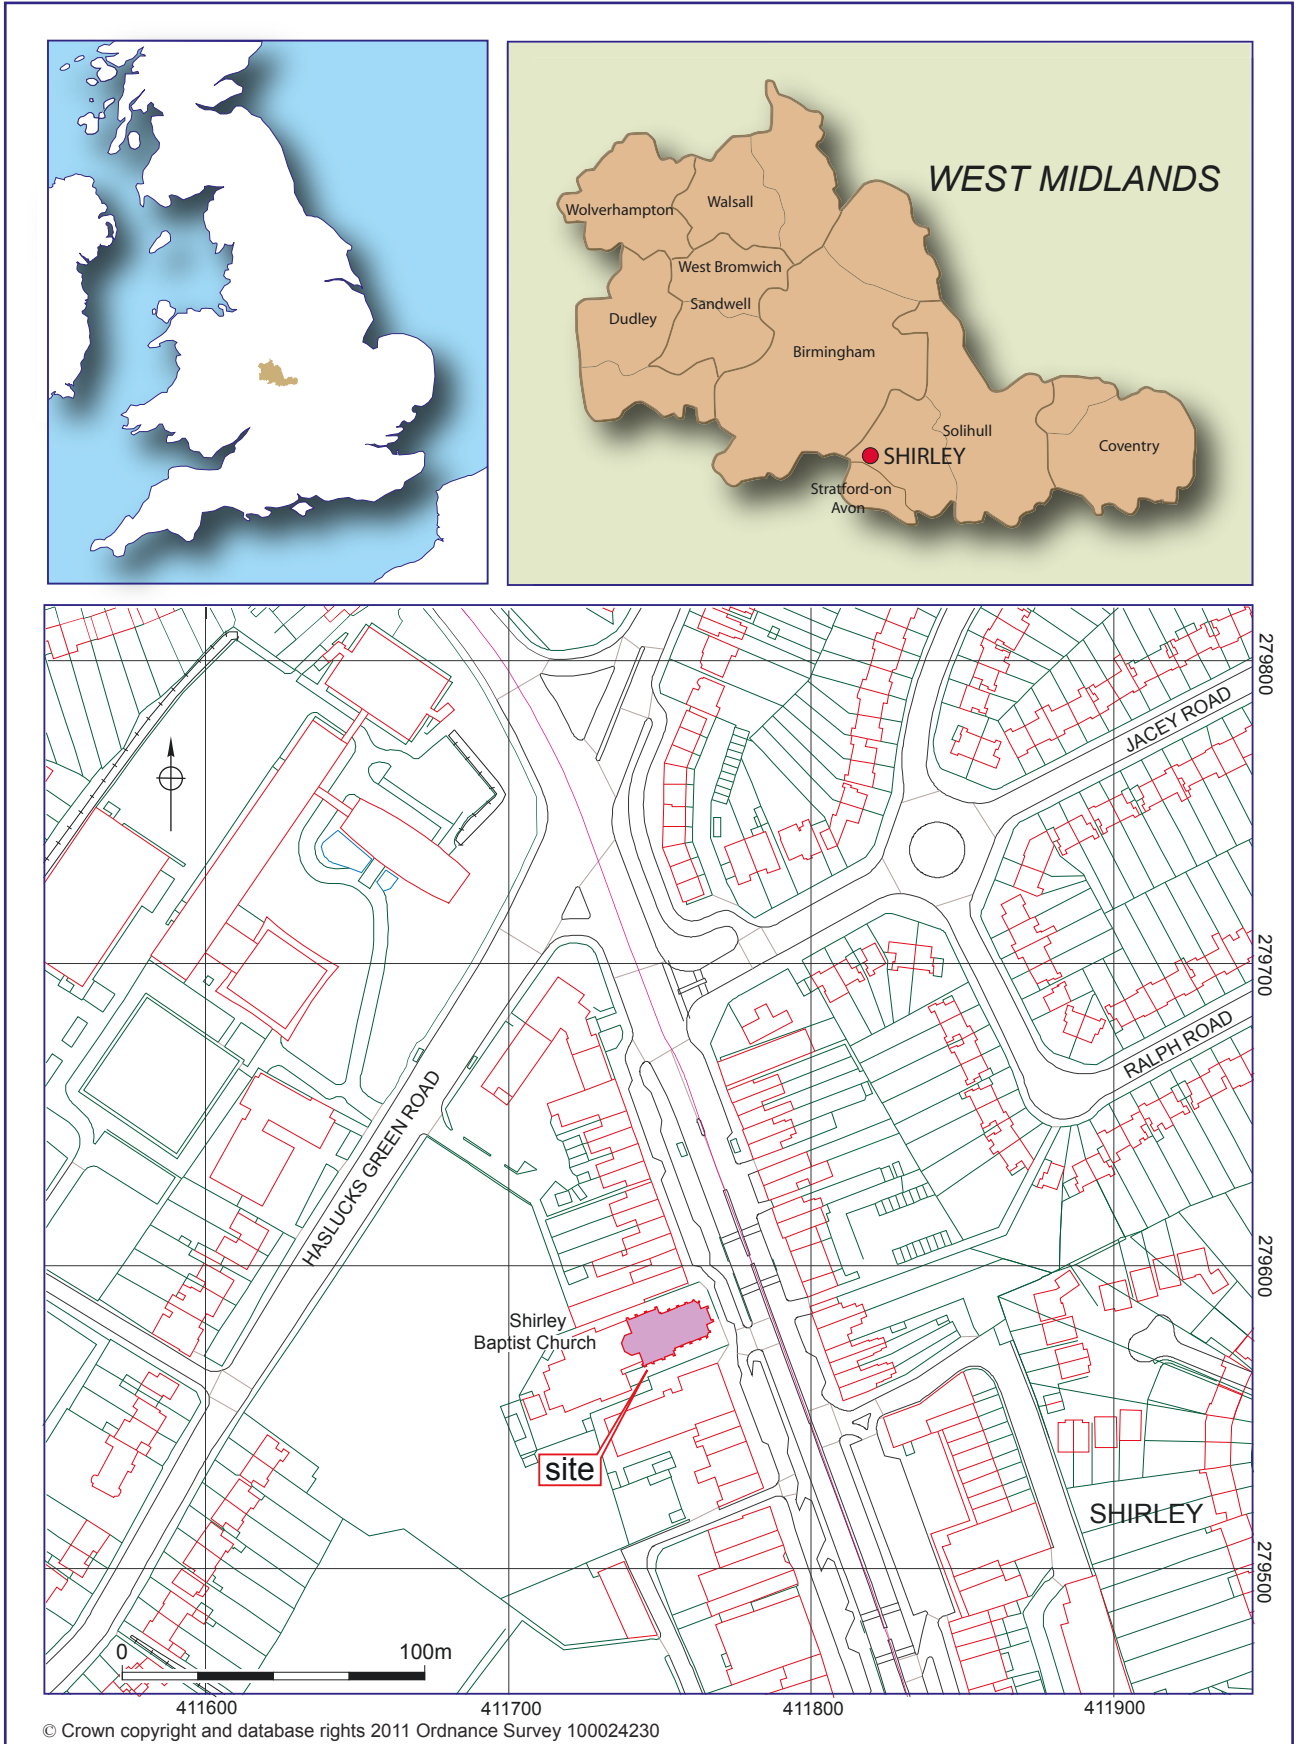 WEST MIDLANDS
Wolverhampton
Walsall
West Bromwich
Sandwell
Dudley
Birmingham
Solihull
SHIRLEY
Coventry
Stratford-on
Avon
279800
JACEY ROAD
279700
RALPH ROAD
HASLUCKS GREEN ROAD
279600
Shirley
Baptist Church
site
SHIRLEY
279500
0 100m
411600 411700 411800 411900
© Crown copyright and database rights 2011 Ordnance Survey 100024230